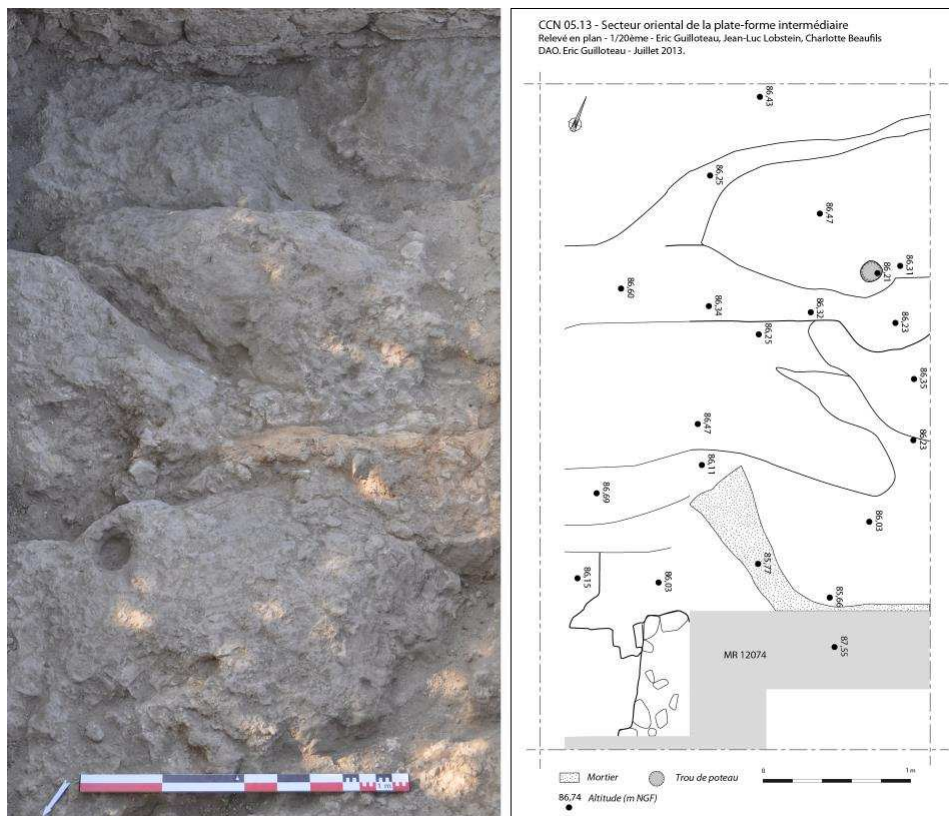 CCN 05.13 - Secteur oriental de la plate-forme intermédiaire
Relevé en plan - 1/20ème - Eric Guilloteau, Jean-Luc Lobstein, Charlotte Beaufils
DAO. Eric Guilloteau - Juillet 2013.
86,43
86,25
86,47
86,31
86,21
86,60
86,34
86,32
86,23
86,25
86,35
86,47
86,23
86,11
86,69
86,03
85,77
86,15
86,03
85,66
MR 12074
87,55
Mortier
Trou de poteau
0
1m
86,74 Altitude (m NGF)
1 m